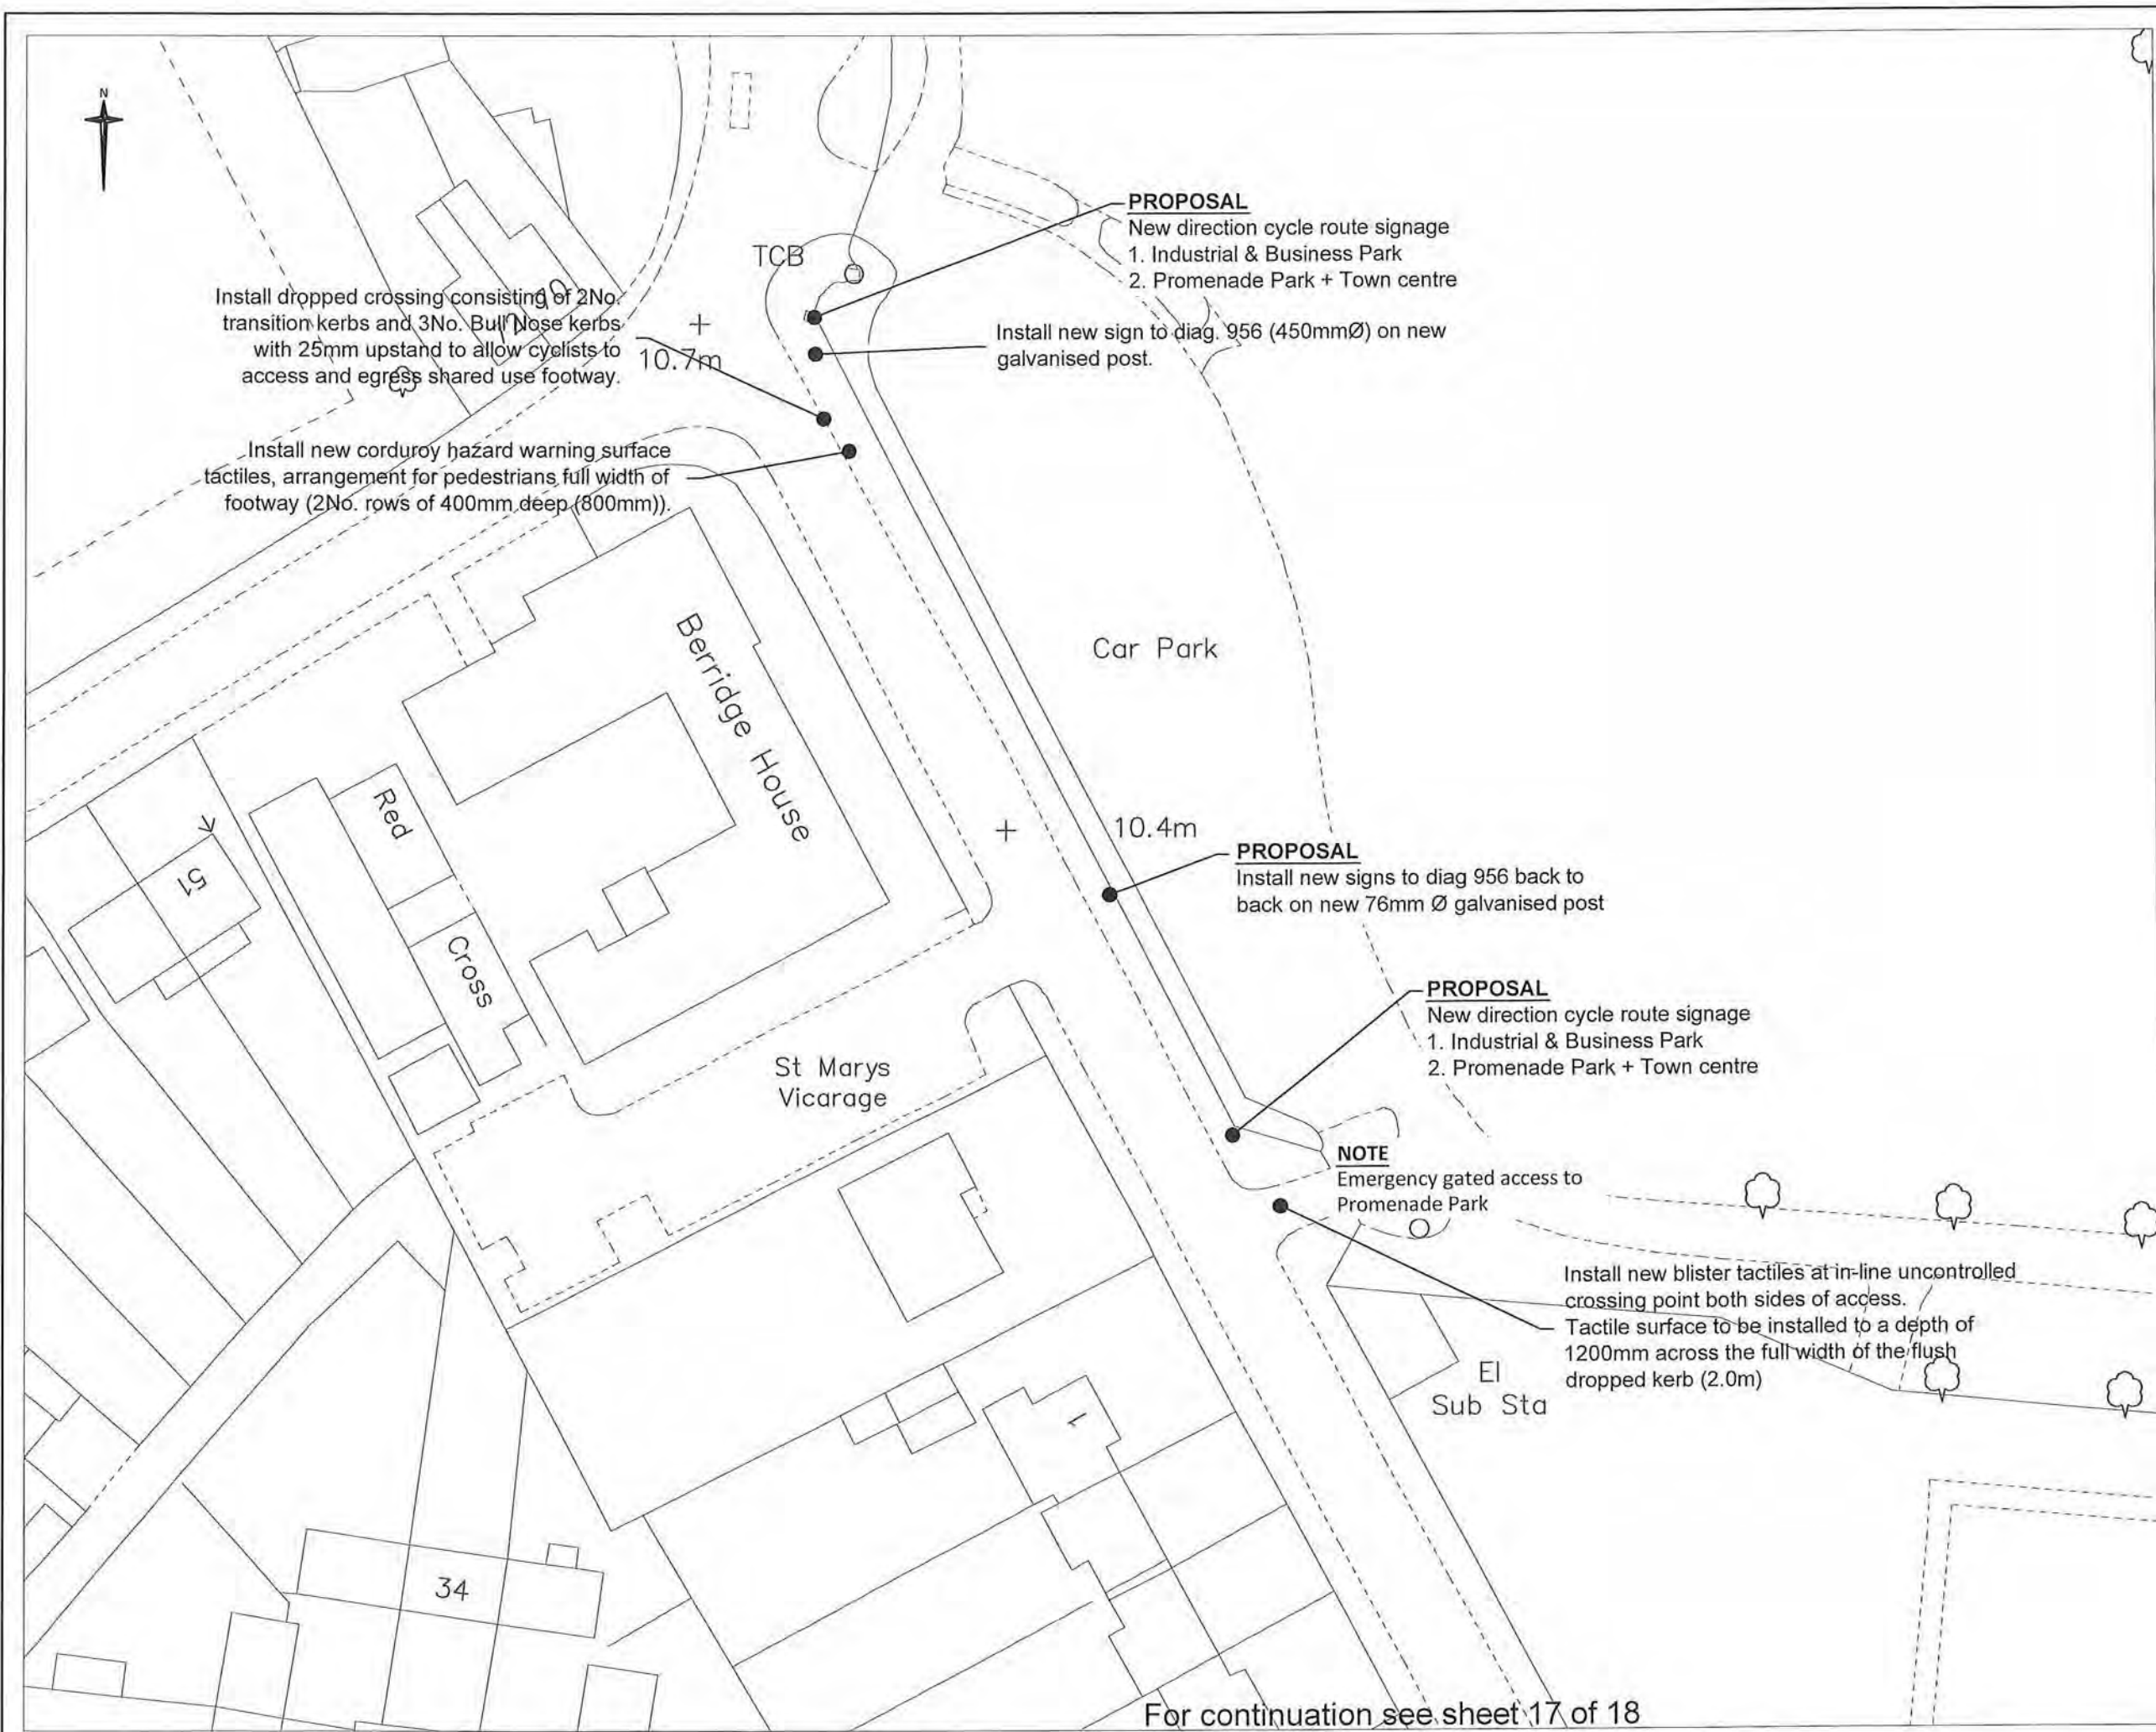 N
PROPOSAL
New direction cycle route signage
1. Industrial & Business Park
2. Promenade Park + Town centre
TCB
Install dropped crossing consisting of 2No.
transition kerbs and 3No. Bull Nose kerbs
with 25mm upstand to allow cyclists to
access and egress shared use footway.
10.7m
Install new sign to diag. 956 (450mmØ) on new
galvanised post.
Install new corduroy hazard warning surface
tactiles, arrangement for pedestrians full width of
footway (2No. rows of 400mm deep (800mm)).
Berridge House
Car Park
Red
Cross
51
10.4m
PROPOSAL
Install new signs to diag 956 back to
back on new 76mm Ø galvanised post
PROPOSAL
New direction cycle route signage
1. Industrial & Business Park
2. Promenade Park + Town centre
St Marys
Vicarage
NOTE
Emergency gated access to
Promenade Park
Install new blister tactiles at in-line uncontrolled
crossing point both sides of access.
Tactile surface to be installed to a depth of
1200mm across the full width of the flush
dropped kerb (2.0m)
El
Sub Sta
1
34
For continuation see sheet 17 of 18